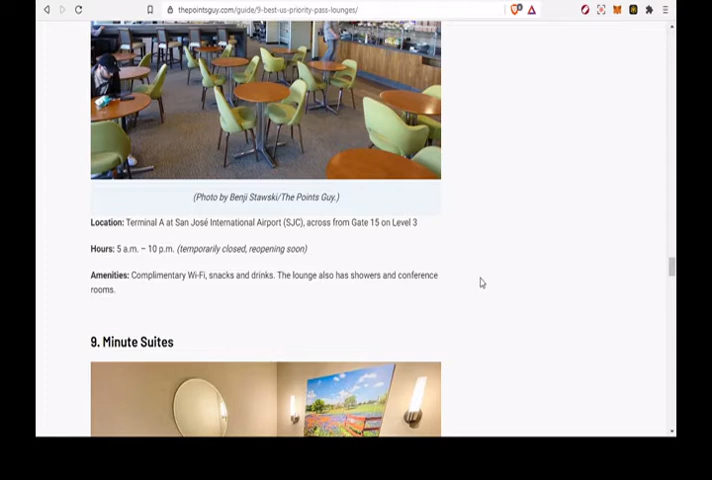 thepointsguy.com/guide/9-best-us-priority-pass-lounges/
(Photo by Benji Stawski/The Points Guy.)
Location: Terminal A at San José International Airport (SJC), across from Gate 15 on Level 3
Hours: 5 a.m. – 10 p.m. (temporarily closed, reopening soon)
Amenities: Complimentary Wi-Fi, snacks and drinks. The lounge also has showers and conference
rooms.
9. Minute Suites